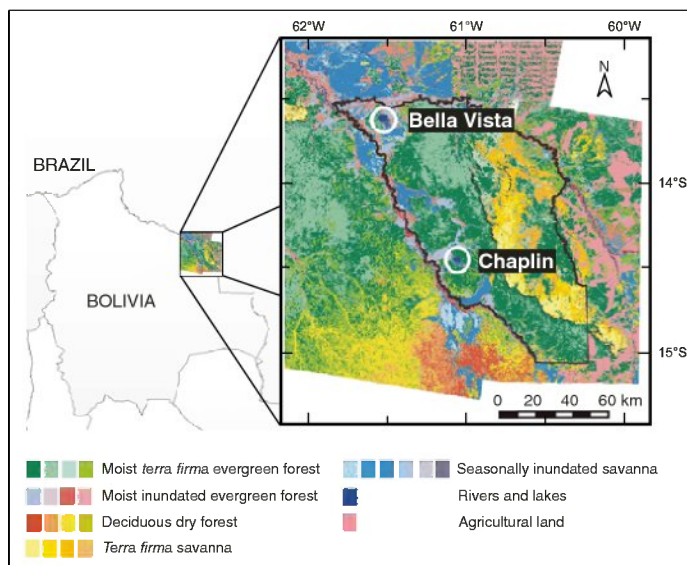 62°W 61°W 60°W
N
Bella Vista
BRAZIL
14°S
Chaplin
BOLIVIA
15°S
0 20 40 60 km
Moist terra firma evergreen forest
Seasonally inundated savanna
Moist inundated evergreen forest
Rivers and lakes
Deciduous dry forest
Agricultural land
Terra firma savanna